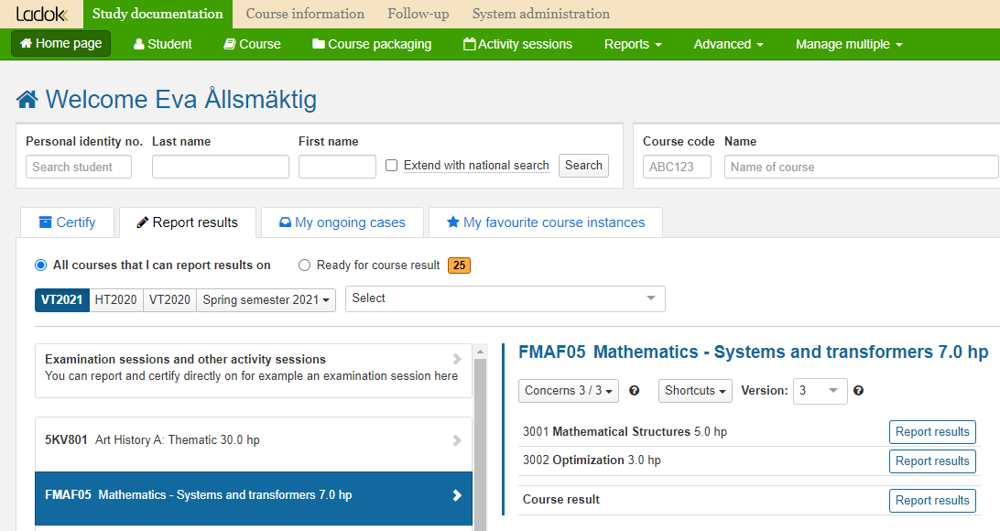 Ladok
Study documentation Course information Follow-up System administration
Home page Student Course Course packaging Activity sessions Reports Advanced Manage multiple
Welcome Eva Ållsmäktig
Personal identity no. Last name First name
Search student Extend with national search Search
Course code Name
ABC123 Name of course
Certify Report results My ongoing cases My favourite course instances
All courses that I can report results on Ready for course result 25
VT2021 HT2020 VT2020 Spring semester 2021 Select
Examination sessions and other activity sessions
You can report and certify directly on for example an examination session here
5KV801 Art History A: Thematic 30.0 hp
FMAF05 Mathematics - Systems and transformers 7.0 hp
FMAF05 Mathematics - Systems and transformers 7.0 hp
Concerns 3 / 3 ? Shortcuts Version: 3 ?
3001 Mathematical Structures 5.0 hp Report results
3002 Optimization 3.0 hp Report results
Course result Report results